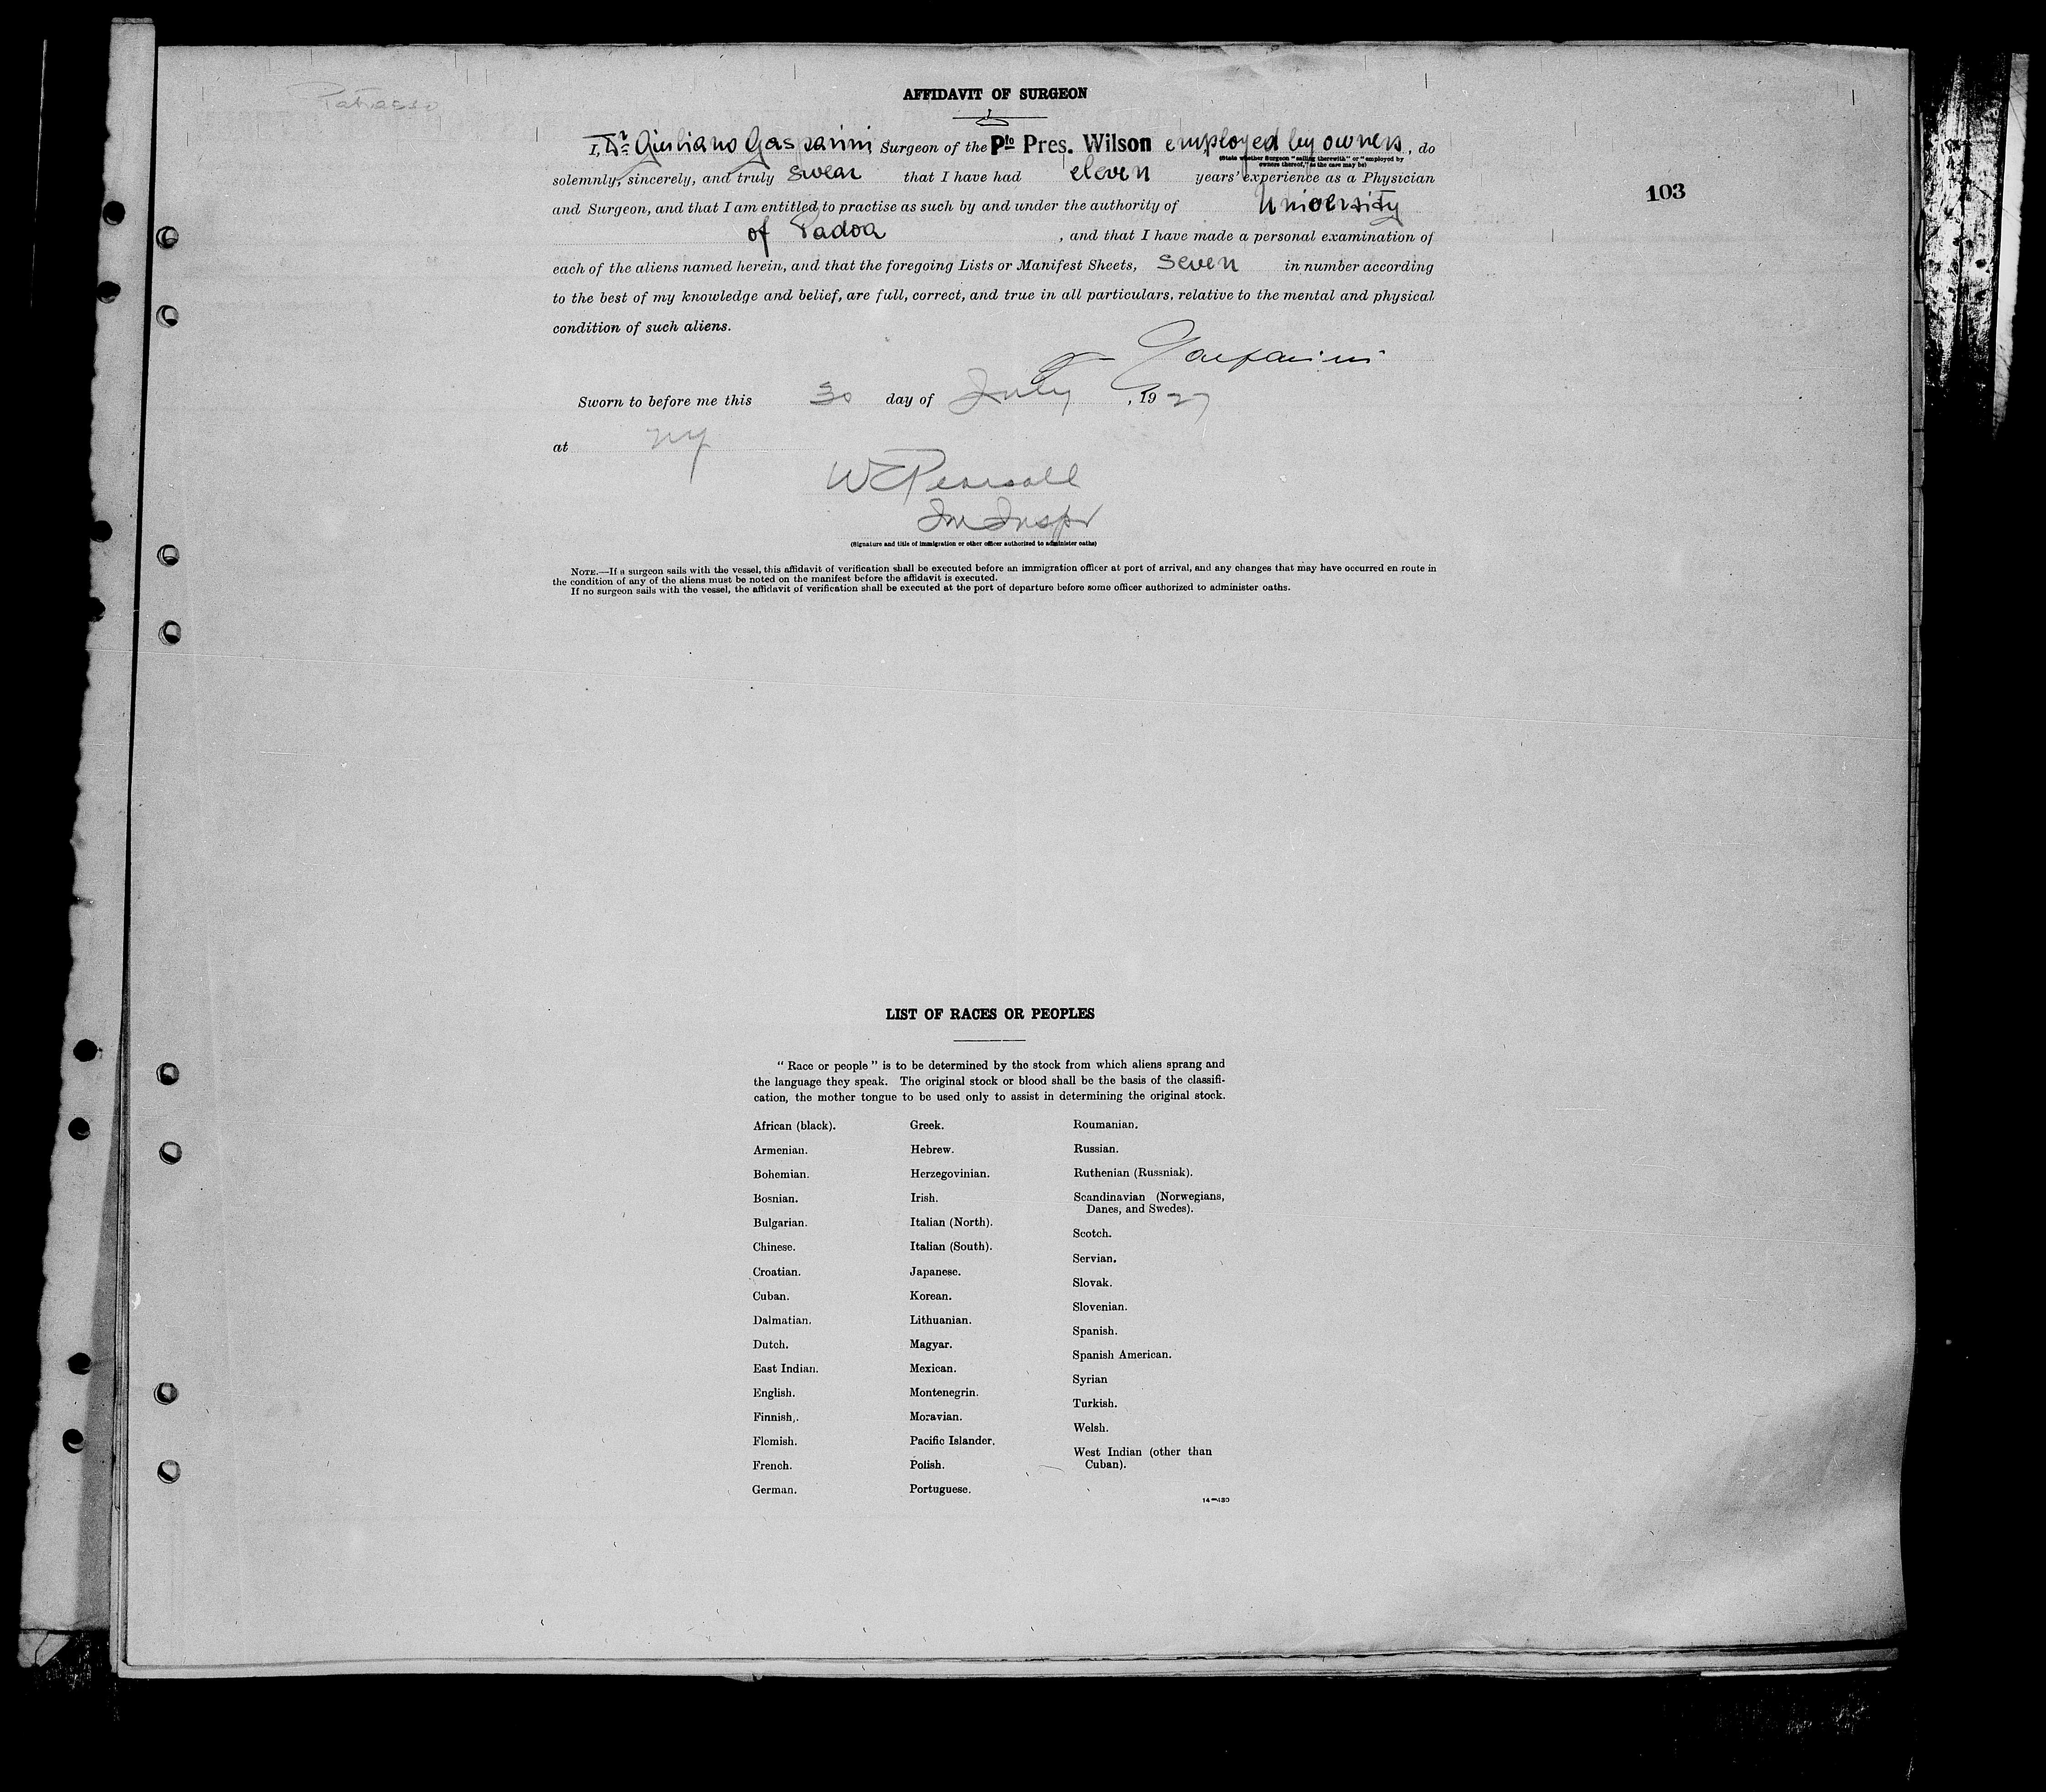 Patrasso
AFFIDAVIT OF SURGEON
I, Dr Giuliano Gasparini Surgeon of the Pfo Pres. Wilson employed by owners, do
(State whether Surgeon "sailing therewith" or "employed by
owners thereof," as the case may be)
solemnly, sincerely, and truly swear that I have had eleven years' experience as a Physician
103
and Surgeon, and that I am entitled to practise as such by and under the authority of University
of Padoa, and that I have made a personal examination of
each of the aliens named herein, and that the foregoing Lists or Manifest Sheets, seven in number according
to the best of my knowledge and belief, are full, correct, and true in all particulars, relative to the mental and physical
condition of such aliens.
Gasparini
Sworn to before me this 30 day of July, 1927
at NY
WE Pearsall
Im Inspr
(Signature and title of immigration or other officer authorized to administer oaths)
NOTE.—If a surgeon sails with the vessel, this affidavit of verification shall be executed before an immigration officer at port of arrival, and any changes that may have occurred en route in
the condition of any of the aliens must be noted on the manifest before the affidavit is executed.
If no surgeon sails with the vessel, the affidavit of verification shall be executed at the port of departure before some officer authorized to administer oaths.
LIST OF RACES OR PEOPLES
"Race or people" is to be determined by the stock from which aliens sprang and
the language they speak. The original stock or blood shall be the basis of the classifi-
cation, the mother tongue to be used only to assist in determining the original stock.
African (black).
Armenian.
Bohemian.
Bosnian.
Bulgarian.
Chinese.
Croatian.
Cuban.
Dalmatian.
Dutch.
East Indian.
English.
Finnish.
Flemish.
French.
German.
Greek.
Hebrew.
Herzegovinian.
Irish.
Italian (North).
Italian (South).
Japanese.
Korean.
Lithuanian.
Magyar.
Mexican.
Montenegrin.
Moravian.
Pacific Islander.
Polish.
Portuguese.
Roumanian.
Russian.
Ruthenian (Russniak).
Scandinavian (Norwegians,
Danes, and Swedes).
Scotch.
Servian.
Slovak.
Slovenian.
Spanish.
Spanish American.
Syrian
Turkish.
Welsh.
West Indian (other than
Cuban).
14—430